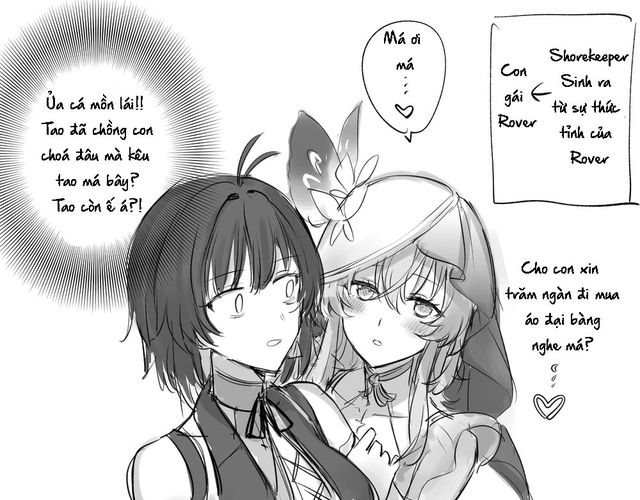 Má ơi
má
Shorekeeper
Sinh ra
từ sự thức
tỉnh của
Rover
Con
gái
Rover
Ủa cá mồn lái!!
Tao đã chồng con
choá đâu mà kêu
tao má bây?
Tao còn ế á?!
Cho con xin
trăm ngàn đi mua
áo đại bàng
nghe má?